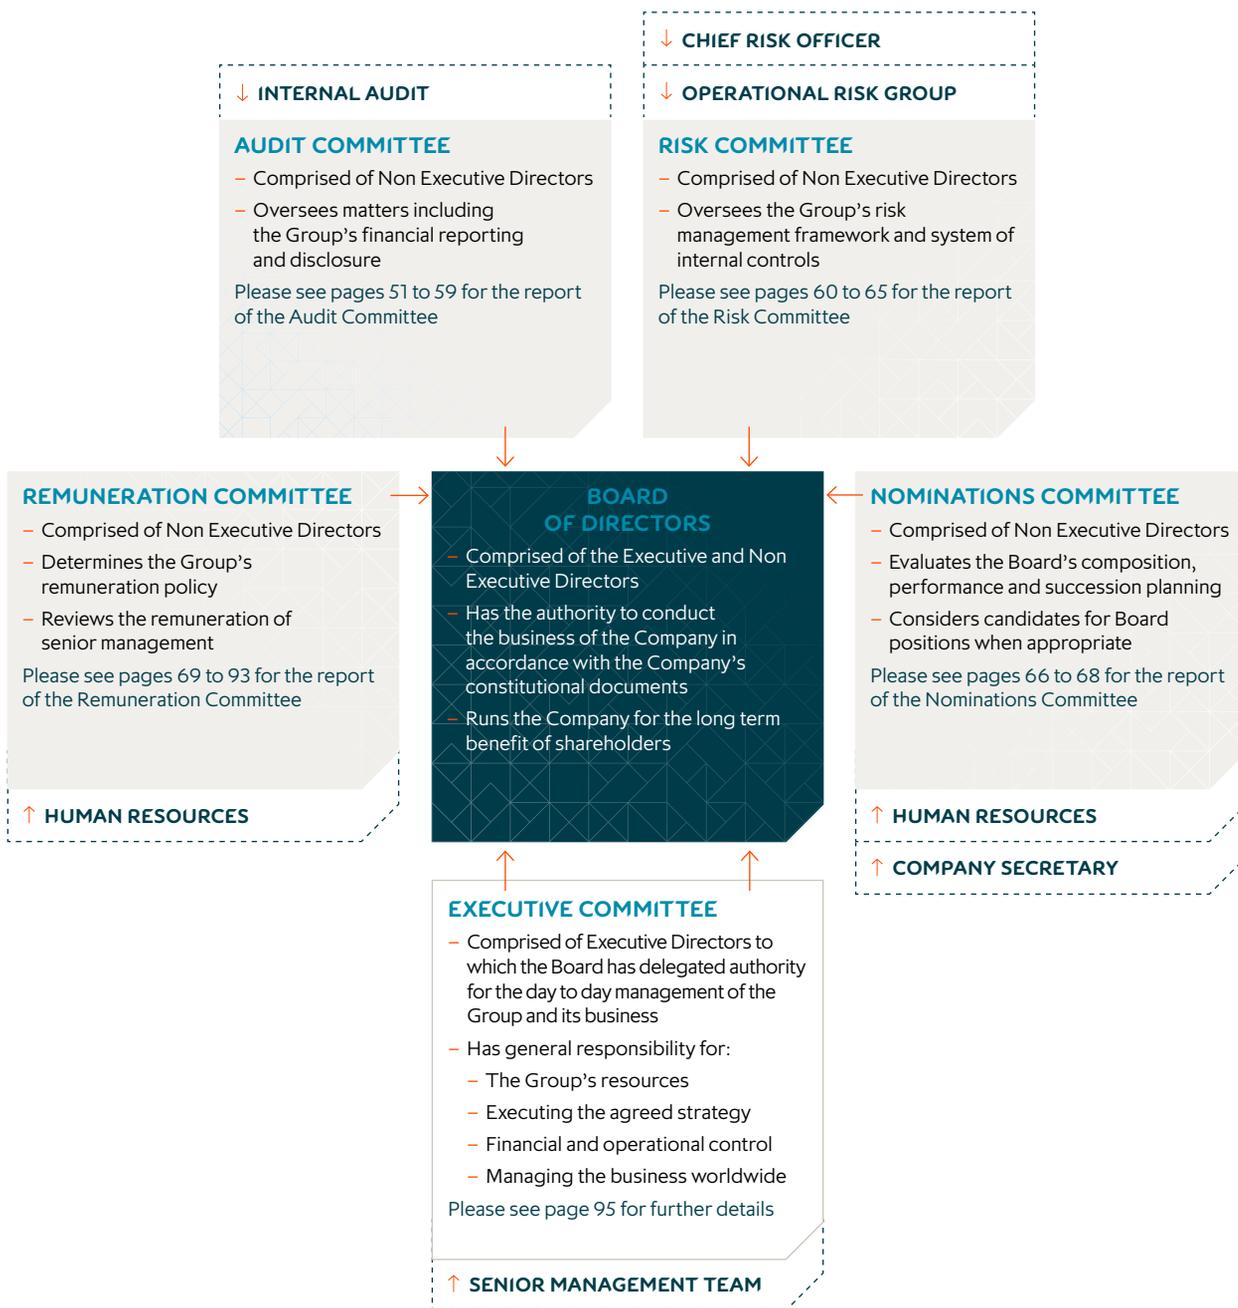 ↓ CHIEF RISK OFFICER
↓ INTERNAL AUDIT
↓ OPERATIONAL RISK GROUP
AUDIT COMMITTEE
– Comprised of Non Executive Directors
– Oversees matters including
the Group’s financial reporting
and disclosure
Please see pages 51 to 59 for the report
of the Audit Committee
RISK COMMITTEE
– Comprised of Non Executive Directors
– Oversees the Group’s risk
management framework and system of
internal controls
Please see pages 60 to 65 for the report
of the Risk Committee
REMUNERATION COMMITTEE
– Comprised of Non Executive Directors
– Determines the Group’s
remuneration policy
– Reviews the remuneration of
senior management
Please see pages 69 to 93 for the report
of the Remuneration Committee
↑ HUMAN RESOURCES
BOARD
OF DIRECTORS
– Comprised of the Executive and Non
Executive Directors
– Has the authority to conduct
the business of the Company in
accordance with the Company’s
constitutional documents
– Runs the Company for the long term
benefit of shareholders
NOMINATIONS COMMITTEE
– Comprised of Non Executive Directors
– Evaluates the Board’s composition,
performance and succession planning
– Considers candidates for Board
positions when appropriate
Please see pages 66 to 68 for the report
of the Nominations Committee
↑ HUMAN RESOURCES
↑ COMPANY SECRETARY
EXECUTIVE COMMITTEE
– Comprised of Executive Directors to
which the Board has delegated authority
for the day to day management of the
Group and its business
– Has general responsibility for:
– The Group’s resources
– Executing the agreed strategy
– Financial and operational control
– Managing the business worldwide
Please see page 95 for further details
↑ SENIOR MANAGEMENT TEAM